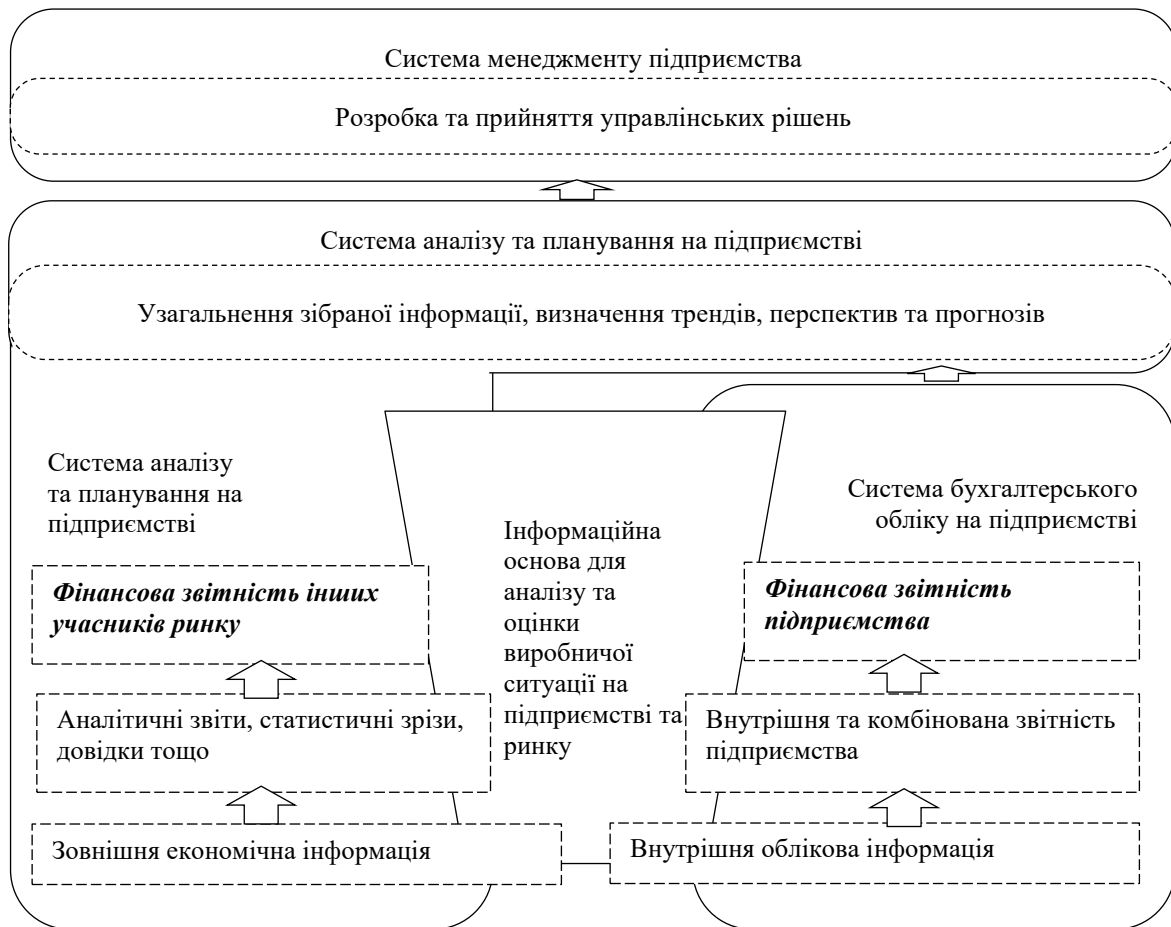 Система менеджменту підприємства
Розробка та прийняття управлінських рішень
Система аналізу та планування на підприємстві
Узагальнення зібраної інформації, визначення трендів, перспектив та прогнозів
Система аналізу
та планування на
підприємстві
Фінансова звітність інших
учасників ринку
Аналітичні звіти, статистичні зрізи,
довідки тощо
Зовнішня економічна інформація
Інформаційна
основа для
аналізу та
оцінки
виробничої
ситуації на
підприємстві та
ринку
Система бухгалтерського
обліку на підприємстві
Фінансова звітність
підприємства
Внутрішня та комбінована звітність
підприємства
Внутрішня облікова інформація